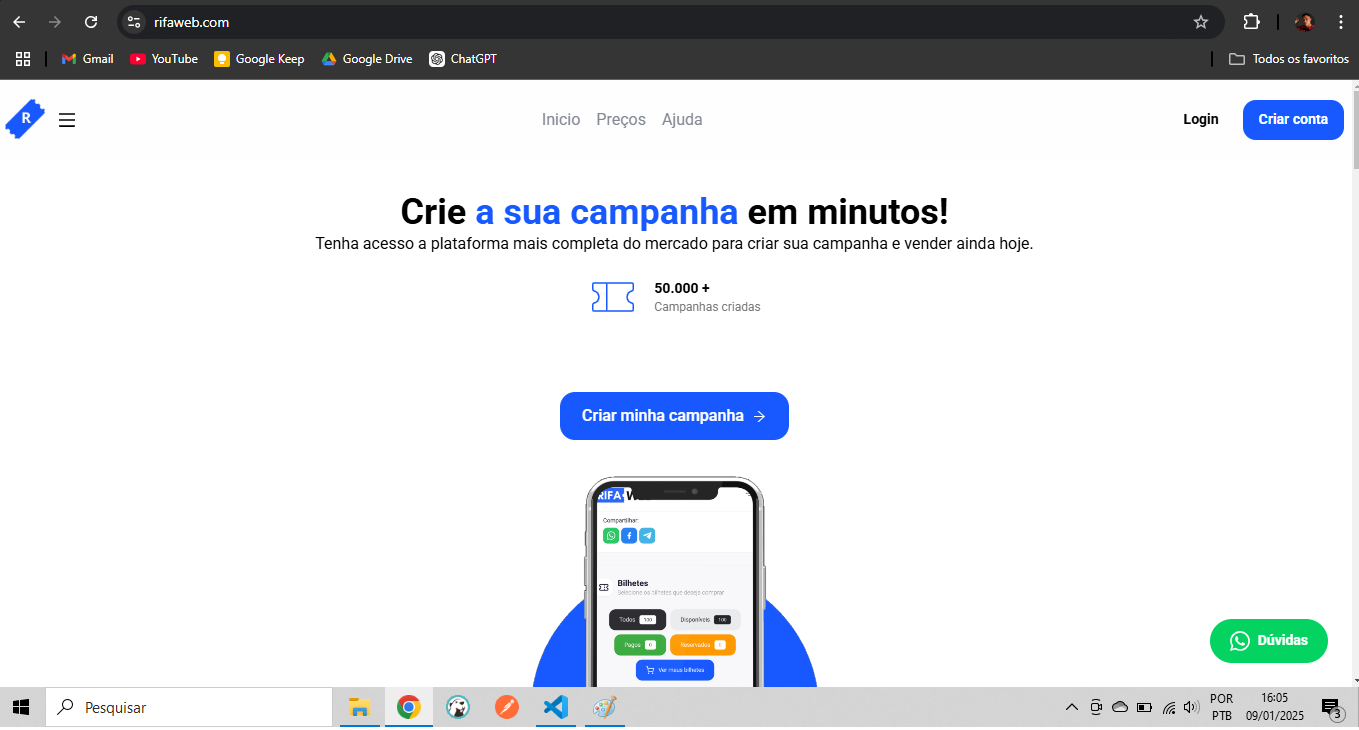 rifaweb.com
Gmail YouTube Google Keep Google Drive ChatGPT Todos os favoritos
R Inicio Preços Ajuda Login Criar conta
Crie a sua campanha em minutos!
Tenha acesso a plataforma mais completa do mercado para criar sua campanha e vender ainda hoje.
50.000 +
Campanhas criadas
Criar minha campanha
RIFA
Compartilhar:
Bilhetes
Selecione os bilhetes que deseja comprar
Todos 100 Disponíveis 100
Pagos 0 Reservados 0
Ver meus bilhetes
Dúvidas
Pesquisar
POR 16:05
PTB 09/01/2025 3